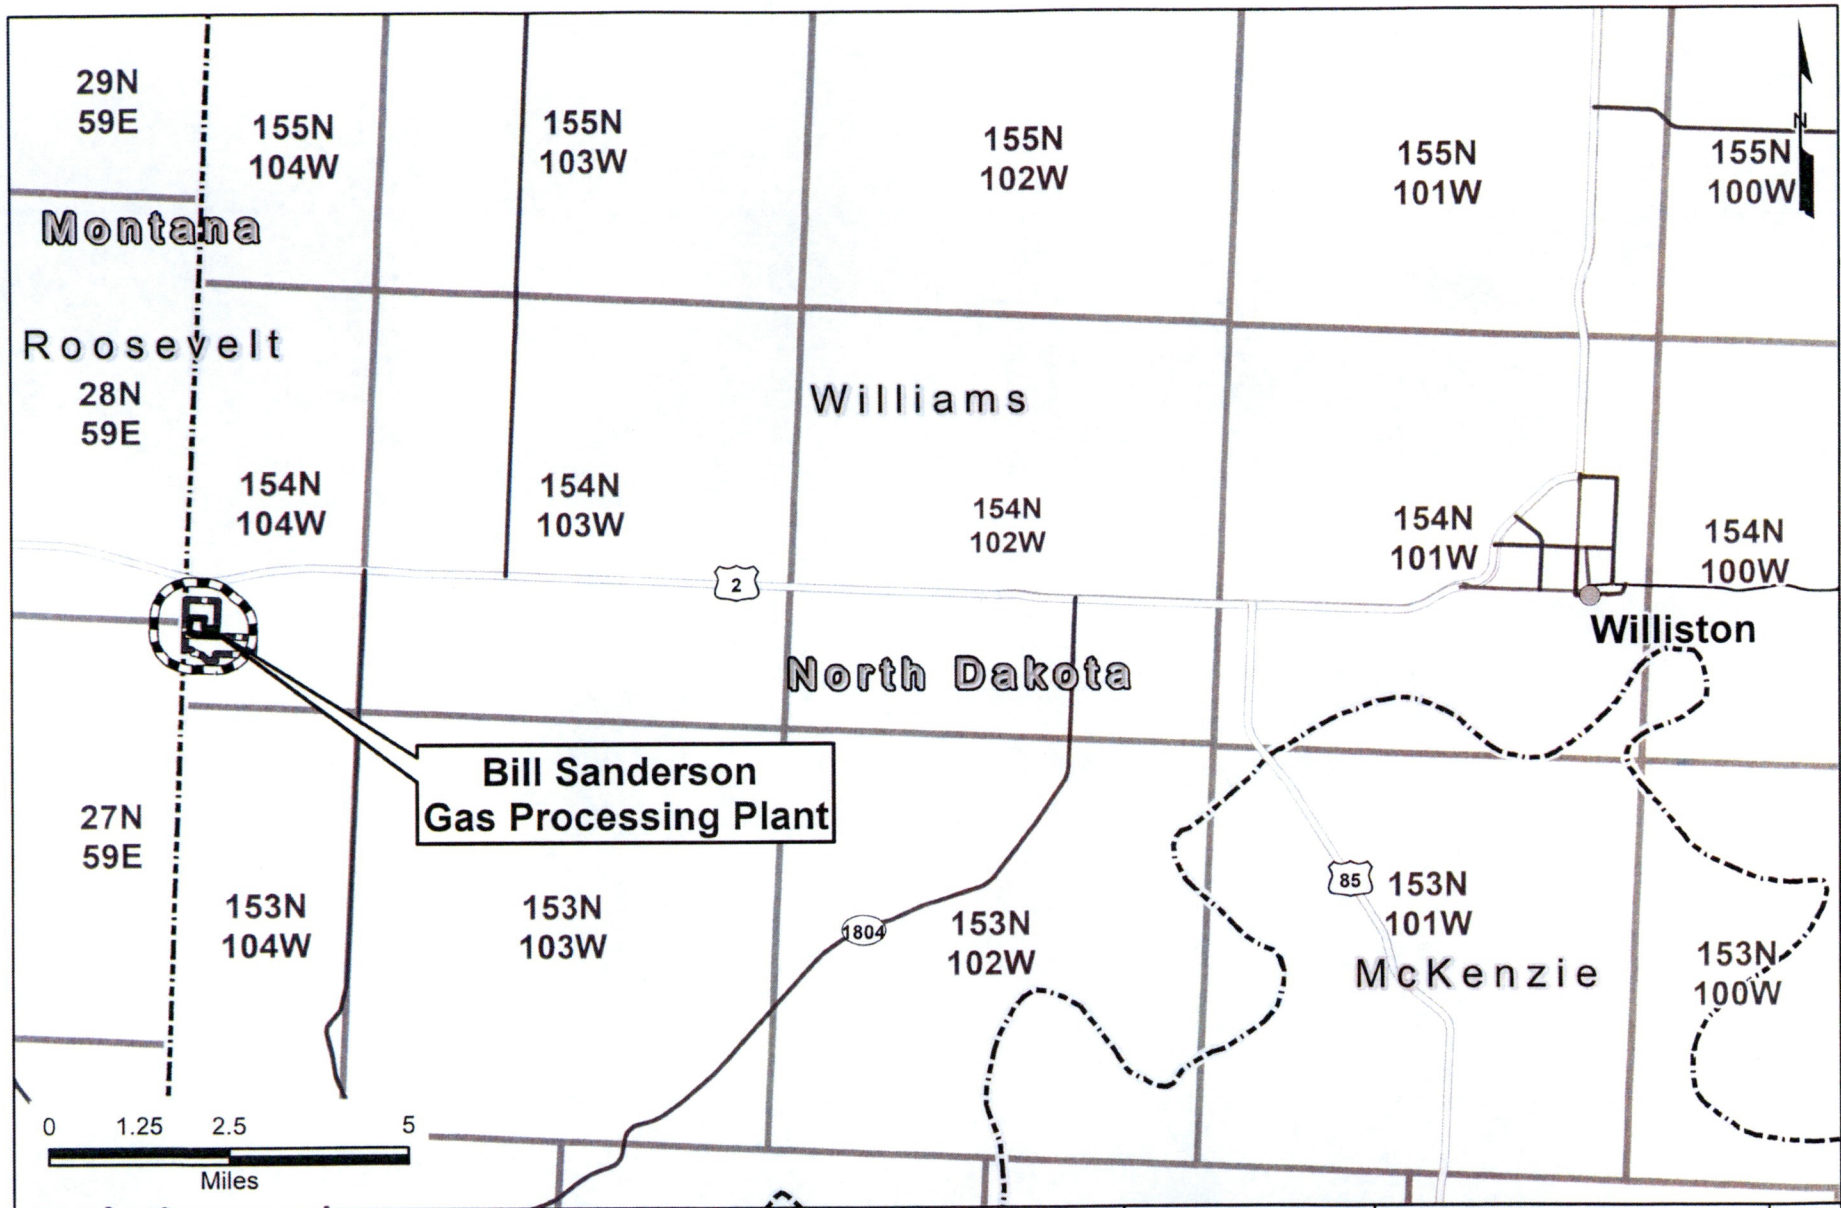 29N
59E
155N
104W
155N
103W
155N
102W
155N
101W
155N
100W
N
Montana
Roosevelt
28N
59E
Williams
154N
104W
154N
103W
154N
102W
154N
101W
154N
100W
2
Williston
North Dakota
Bill Sanderson
Gas Processing Plant
27N
59E
153N
104W
153N
103W
1804
153N
102W
85
153N
101W
McKenzie
153N
100W
0 1.25 2.5 5
Miles